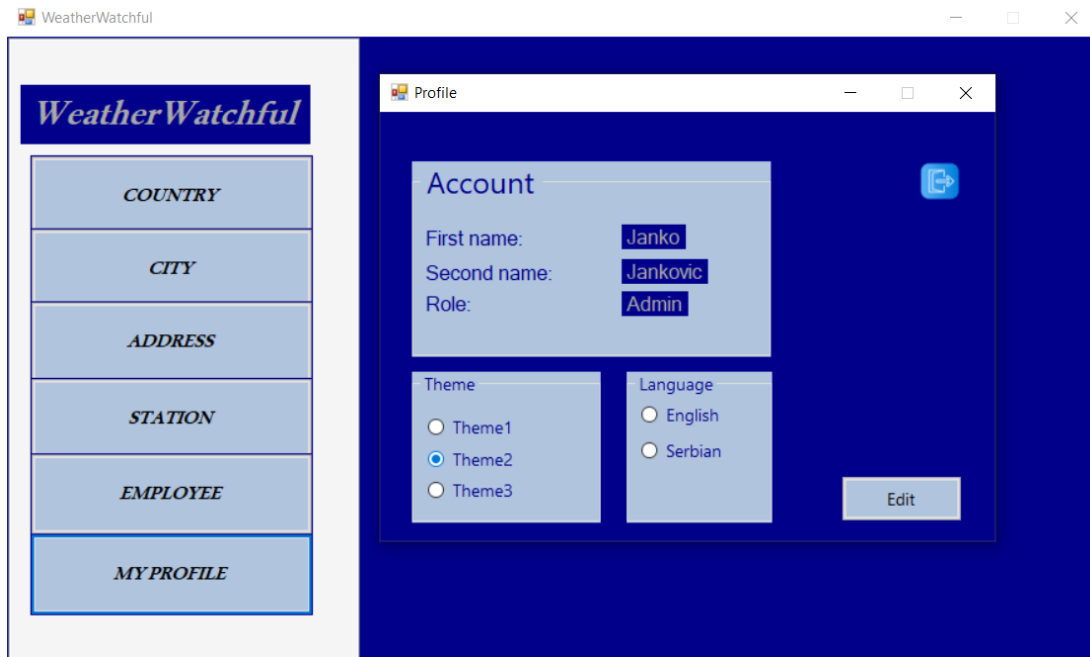 WeatherWatchful
WeatherWatchful
COUNTRY
CITY
ADDRESS
STATION
EMPLOYEE
MY PROFILE
Profile
Account
First name: Janko
Second name: Jankovic
Role: Admin
Theme
Theme1
Theme2
Theme3
Language
English
Serbian
Edit